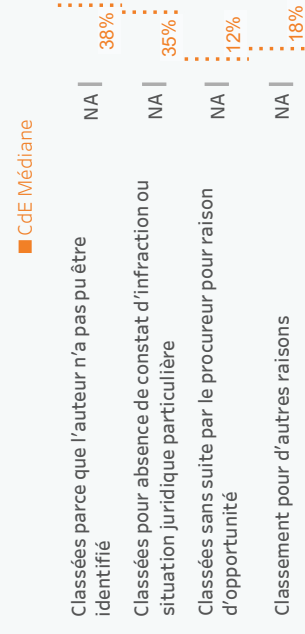 CdE Médiane
Classées parce que l'auteur n'a pas pu être
identifié
NA
38%
Classées pour absence de constat d'infraction ou
situation juridique particulière
NA
35%
Classées sans suite par le procureur pour raison
d'opportunité
NA
12%
Classement pour d'autres raisons
NA
18%